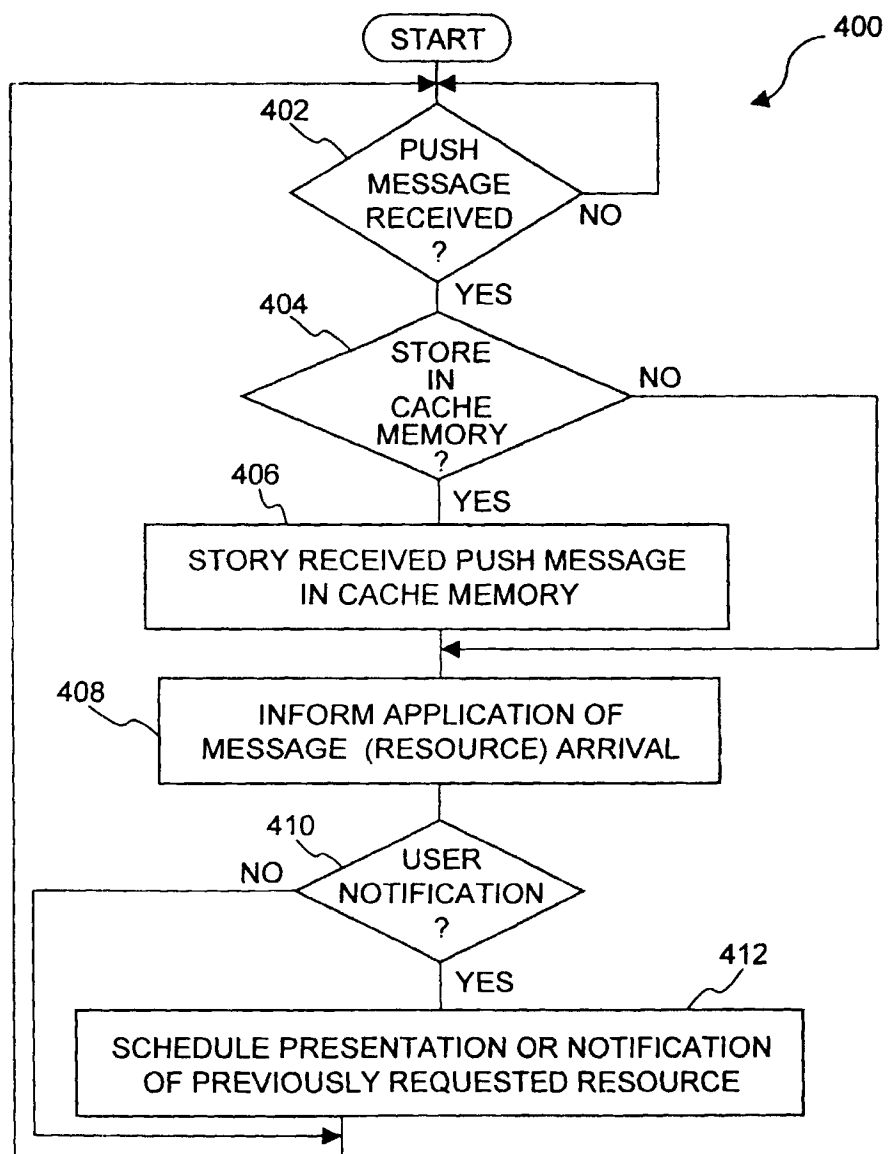 START
400
402
PUSH
MESSAGE
RECEIVED
?
NO
YES
404
STORE
IN
CACHE
MEMORY
?
NO
YES
406
STORY RECEIVED PUSH MESSAGE
IN CACHE MEMORY
408
INFORM APPLICATION OF
MESSAGE (RESOURCE) ARRIVAL
410
USER
NOTIFICATION
?
NO
YES
412
SCHEDULE PRESENTATION OR NOTIFICATION
OF PREVIOUSLY REQUESTED RESOURCE